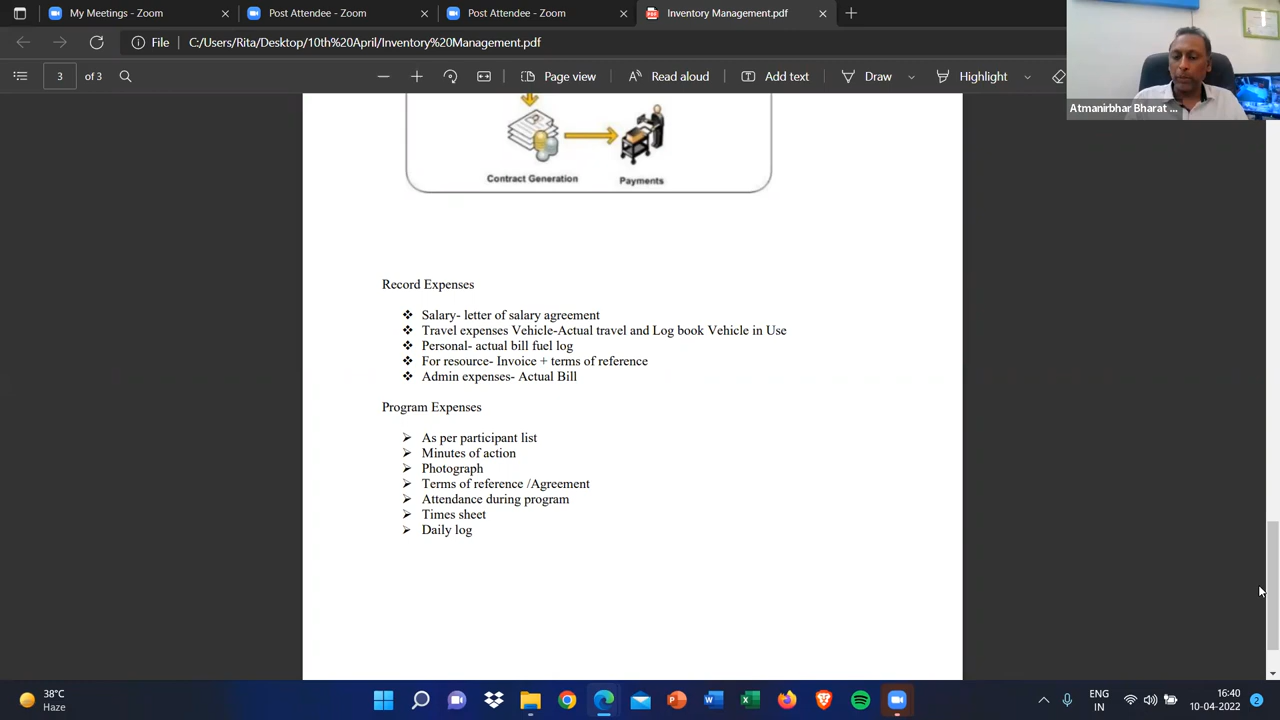 My Meetings - Zoom
Post Attendee - Zoom
Post Attendee - Zoom
Inventory Management.pdf
File
C:/Users/Rita/Desktop/10th%20April/Inventory%20Management.pdf
3 of 3
Page view
Read aloud
Add text
Draw
Highlight
Atmanirbhar Bharat ...
Contract Generation
Payments
Record Expenses
❖ Salary- letter of salary agreement
❖ Travel expenses Vehicle-Actual travel and Log book Vehicle in Use
❖ Personal- actual bill fuel log
❖ For resource- Invoice + terms of reference
❖ Admin expenses- Actual Bill
Program Expenses
➢ As per participant list
➢ Minutes of action
➢ Photograph
➢ Terms of reference /Agreement
➢ Attendance during program
➢ Times sheet
➢ Daily log
38°C
Haze
ENG
IN
16:40
10-04-2022
2